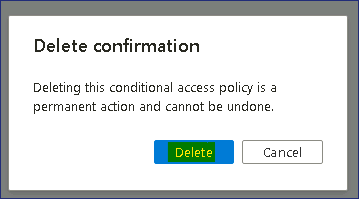 Delete confirmation
Deleting this conditional access policy is a
permanent action and cannot be undone.
Delete
Cancel